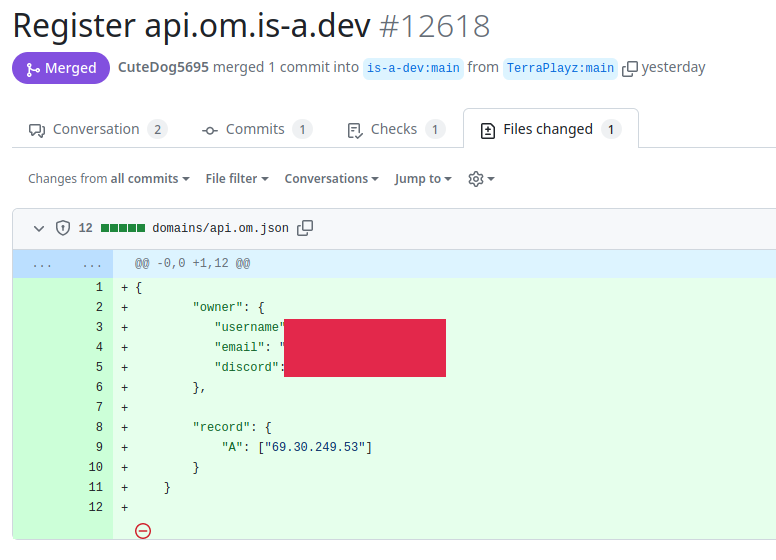 Register api.om.is-a.dev #12618
Merged CuteDog5695 merged 1 commit into is-a-dev:main from TerraPlayz:main yesterday
Conversation 2 Commits 1 Checks 1 Files changed 1
Changes from all commits File filter Conversations Jump to
12 domains/api.om.json
... ... @@ -0,0 +1,12 @@
1 + {
2 + "owner": {
3 + "username"
4 + "email": "
5 + "discord":
6 + },
7 +
8 + "record": {
9 + "A": ["69.30.249.53"]
10 + }
11 + }
12 +